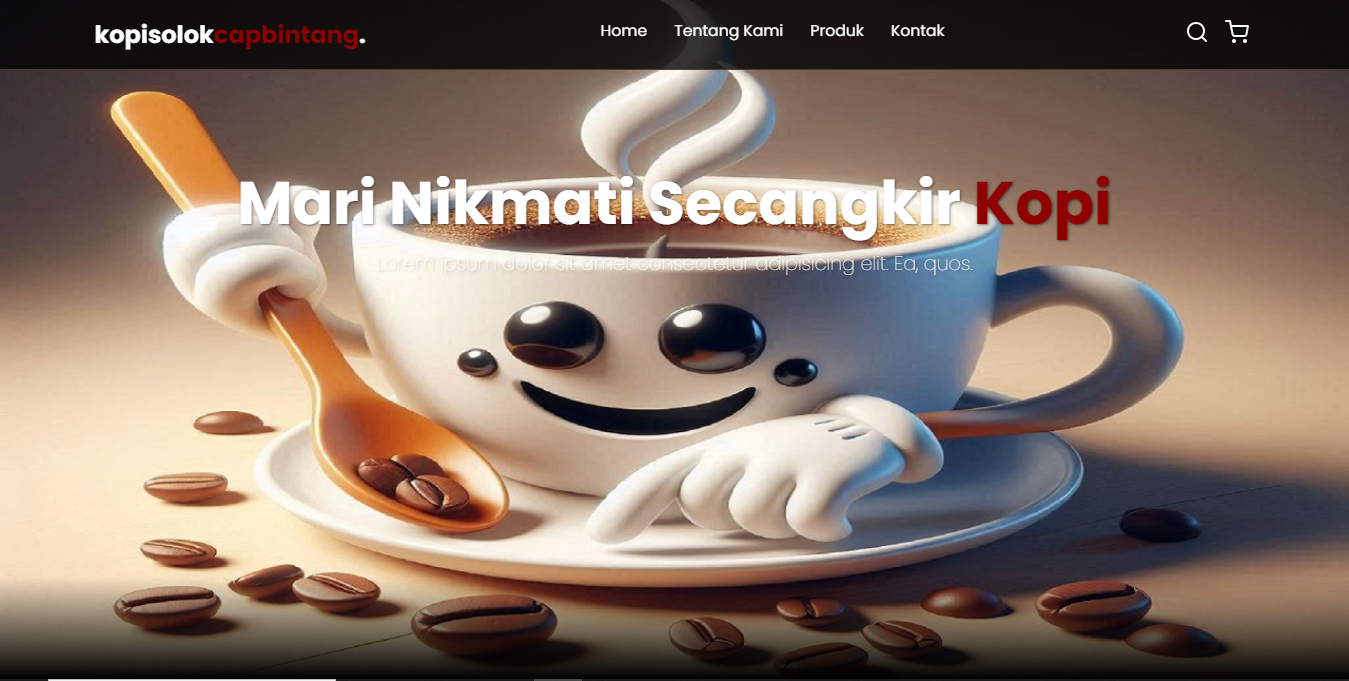 kopisolokcapbintang.
Home Tentang Kami Produk Kontak
Mari Nikmati Secangkir Kopi
Lorem ipsum dolor sit amet consectetur adipisicing elit. Ea, quos.